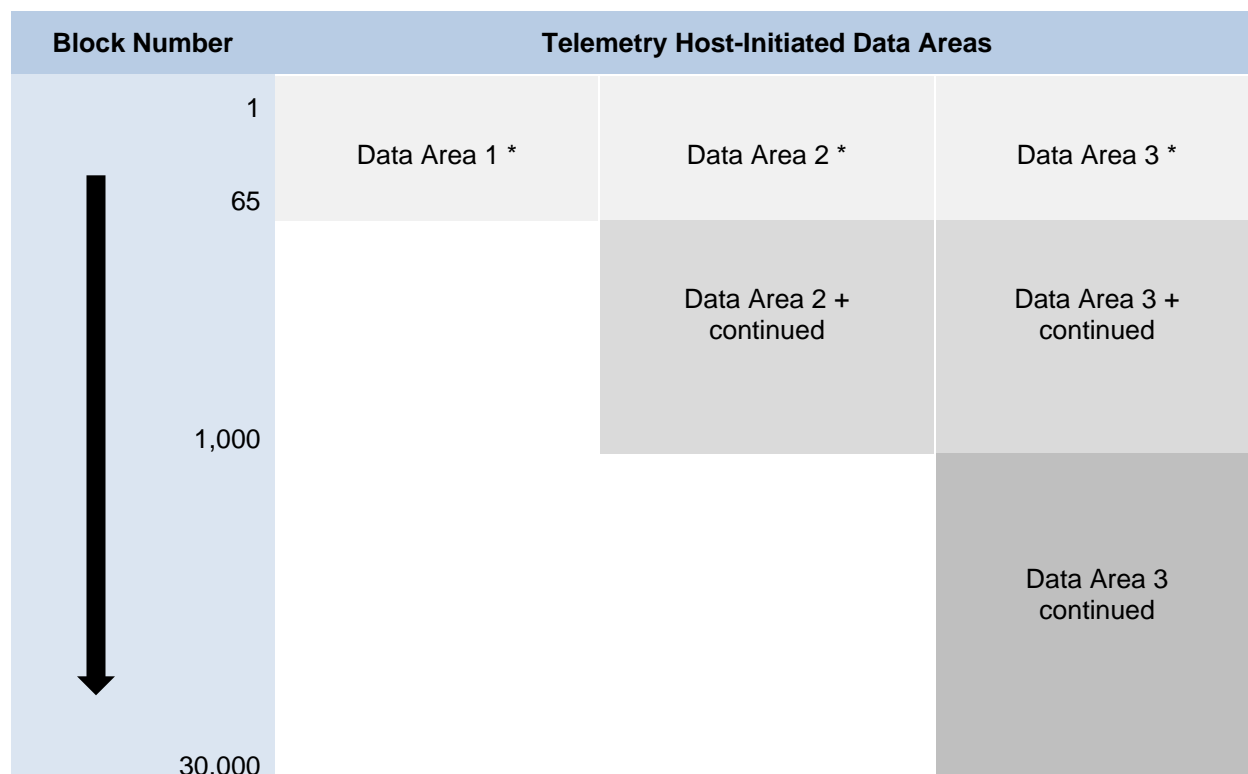 Block Number
Telemetry Host-Initiated Data Areas
1
Data Area 1 *
Data Area 2 *
Data Area 3 *
65
Data Area 2 +
continued
Data Area 3 +
continued
1,000
Data Area 3
continued
30,000